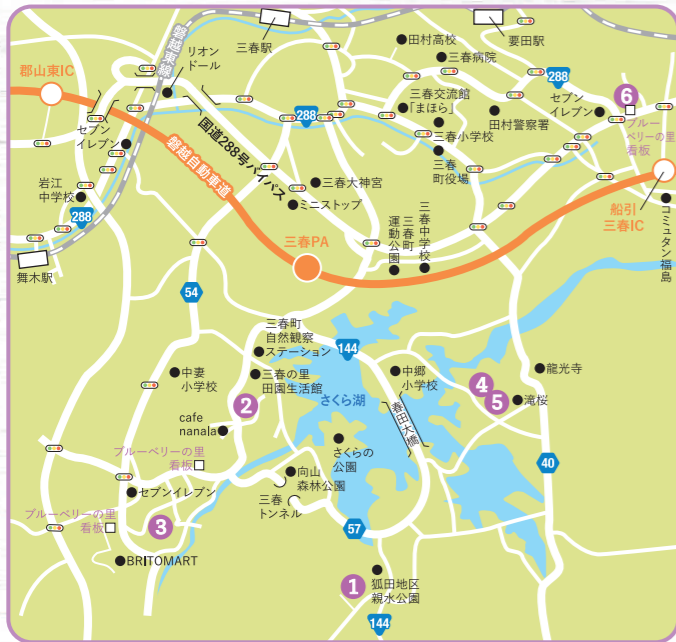 三春駅
要田駅
磐越東線
リオン
ドール
田村高校
三春病院
郡山東IC
288
三春交流館
「まほら」
セブン
イレブン
6
ブルー
ベリーの里
看板
288
セブン
イレブン
国道288号バイパス
三春小学校
田村警察署
三春
町役場
磐越自動車道
岩江
中学校
288
三春大神宮
ミニストップ
船引
三春IC
コミュタン福島
舞木駅
三春PA
三春町
運動公園
三春中学校
54
三春町
自然観察
ステーション
144
中妻
小学校
三春の里
田園生活館
さくら湖
中郷
小学校
龍光寺
4
5
滝桜
2
cafe
nanala
春田大橋
さくらの
公園
ブルーベリーの里
看板
向山
森林公園
40
セブンイレブン
三春
トンネル
ブルーベリーの里
看板
3
57
BRITOMART
1
狐田地区
親水公園
144